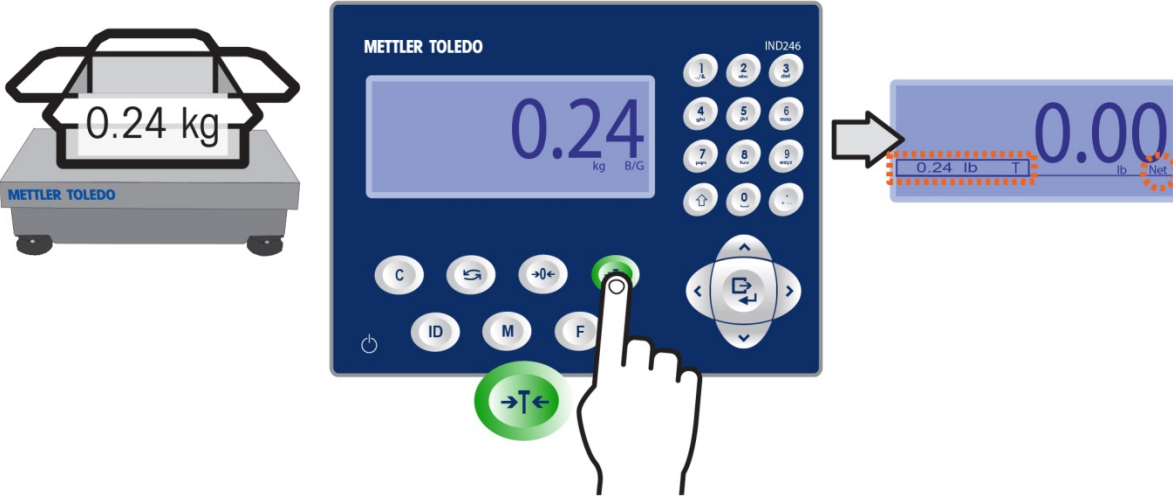 0.24 kg
METTLER TOLEDO
METTLER TOLEDO
IND246
0.24
kg B/G
1 2 3
abc def
4 5 6
ghi jkl mno
7 8 9
pqrs tuv wxyz
0
C →0←
ID M F
→T←
0.00
0.24 lb T
lb Net